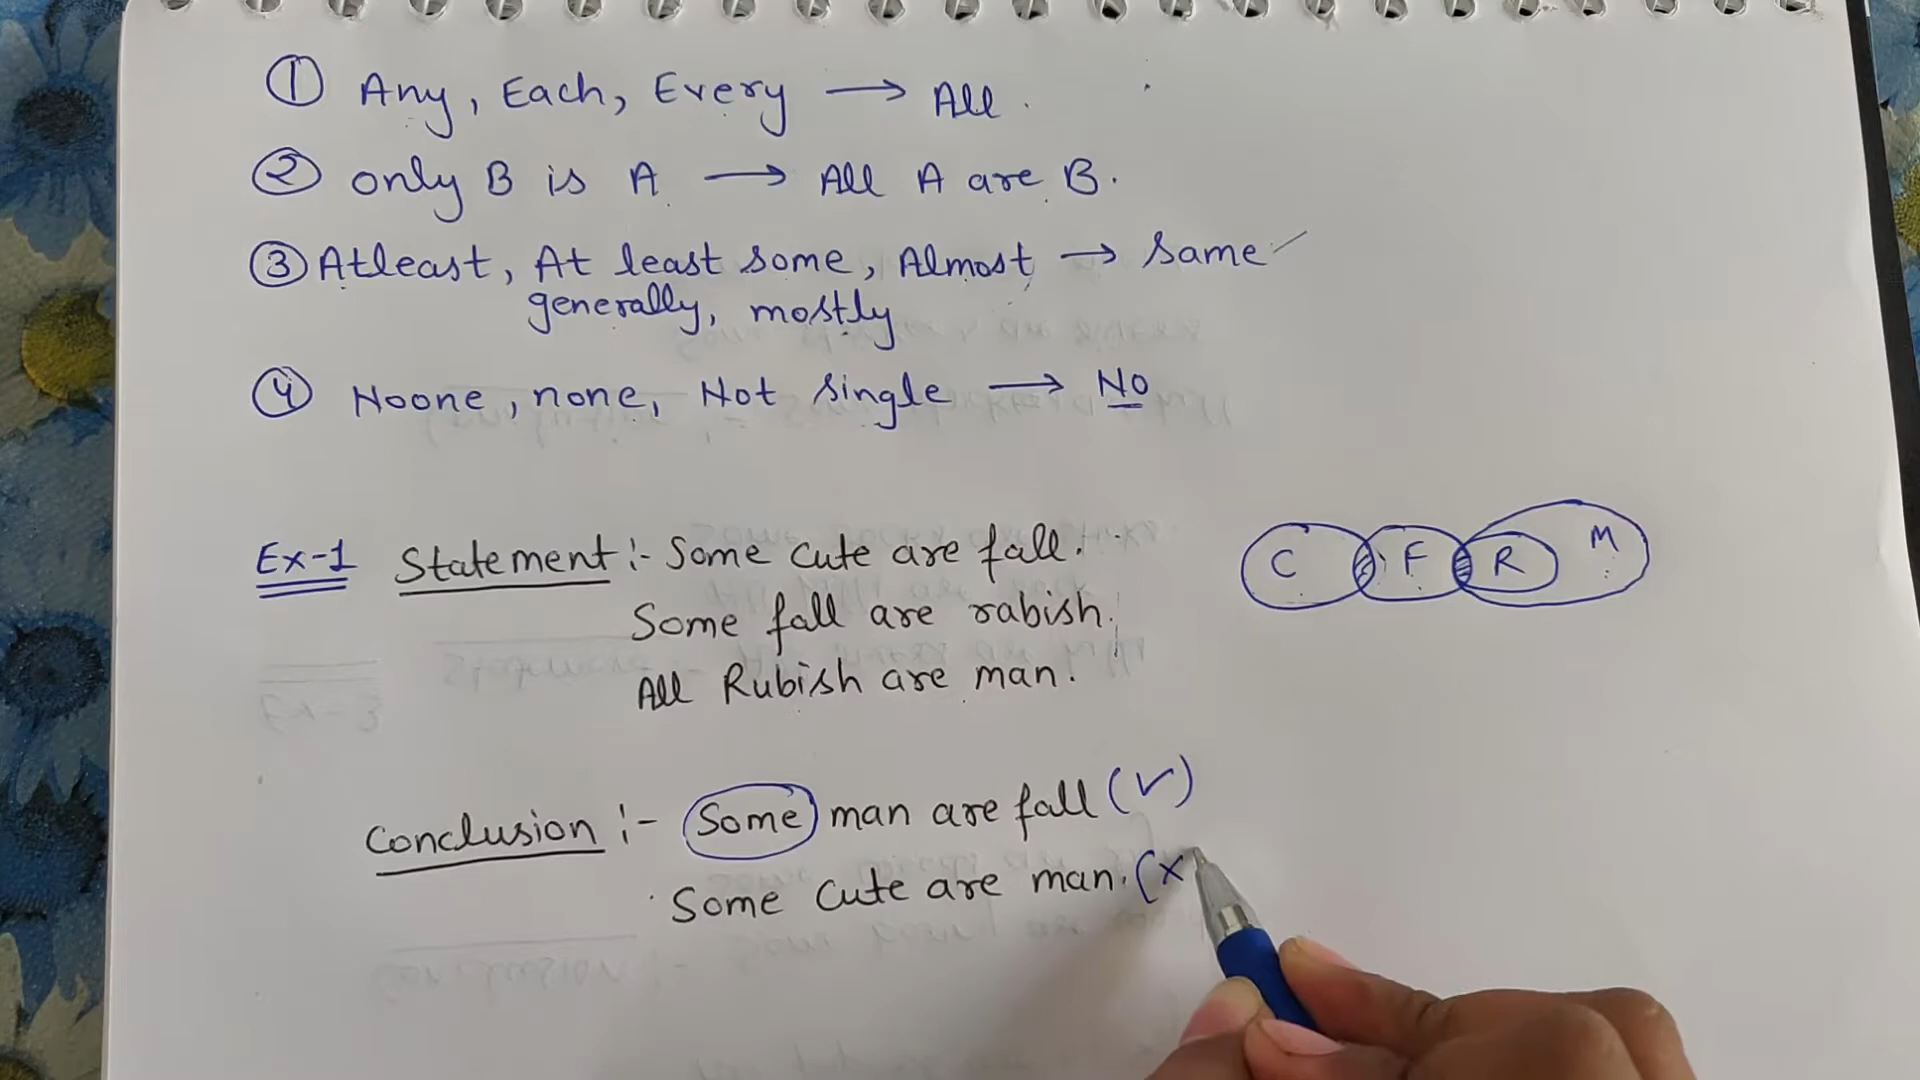 ① Any, Each, Every → All.
② only B is A → All A are B.
③ Atleast, At least some, Almost → Same
generally, mostly
④ Noone, none, Not single → No
Ex-1 Statement :- Some cute are fall.
Some fall are rabish.
All Rubish are man.
C F R M
Conclusion :- Some man are fall (✓)
Some cute are man. (x